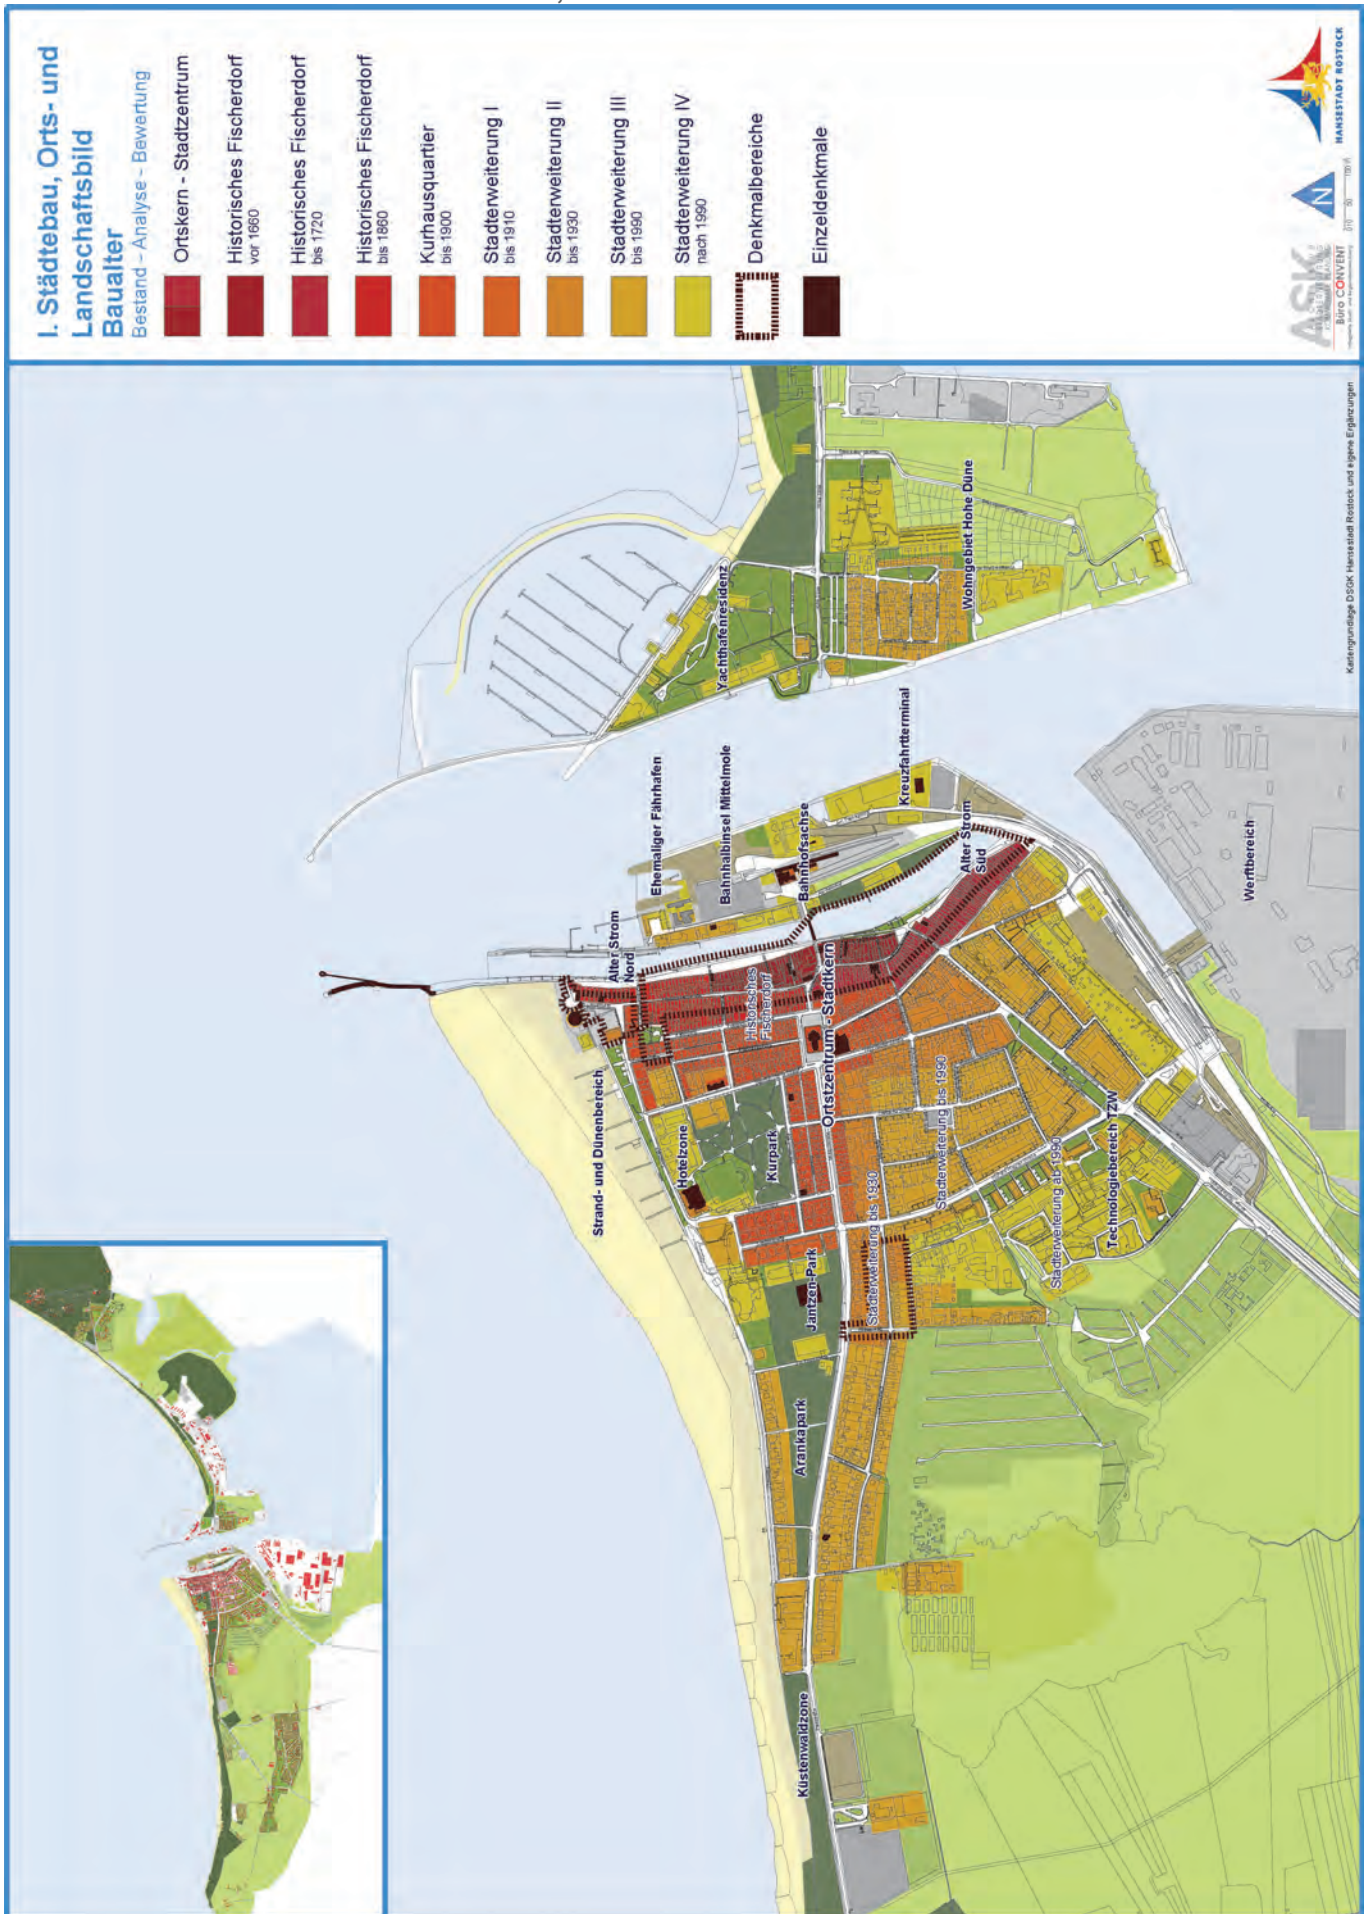 I. Städtebau, Orts- und
Landschaftsbild
Baualter
Bestand - Analyse - Bewertung
Ortskern - Stadtzentrum
Historisches Fischerdorf
vor 1660
Historisches Fischerdorf
bis 1720
Historisches Fischerdorf
bis 1860
Kurhausquartier
bis 1900
Stadterweiterung I
bis 1910
Stadterweiterung II
bis 1930
Stadterweiterung III
bis 1990
Stadterweiterung IV
nach 1990
Denkmalbereiche
Einzeldenkmale
HANSESTADT ROSTOCK
N
ASK
Büro CONVENT
Strand- und Dünenbereich
Alter Strom
Nord
Ehemaliger Fährhafen
Yachthafenresidenz
Bahnhalbinsel Mittelmole
Hotelzone
Historisches
Fischerdorf
Kurpark
Bahnhofsachse
Jantzen-Park
Arankapark
Küstenwaldzone
Ortstzentrum - Stadtkern
Kreuzfahrtterminal
Stadterweiterung bis 1930
Stadterweiterung bis 1990
Alter Strom
Süd
Wohngebiet Hohe Düne
Stadterweiterung ab 1990
Technologiebereich TZW
Werftbereich
Kartengrundlage DSGK Hansestadt Rostock und eigene Ergänzungen